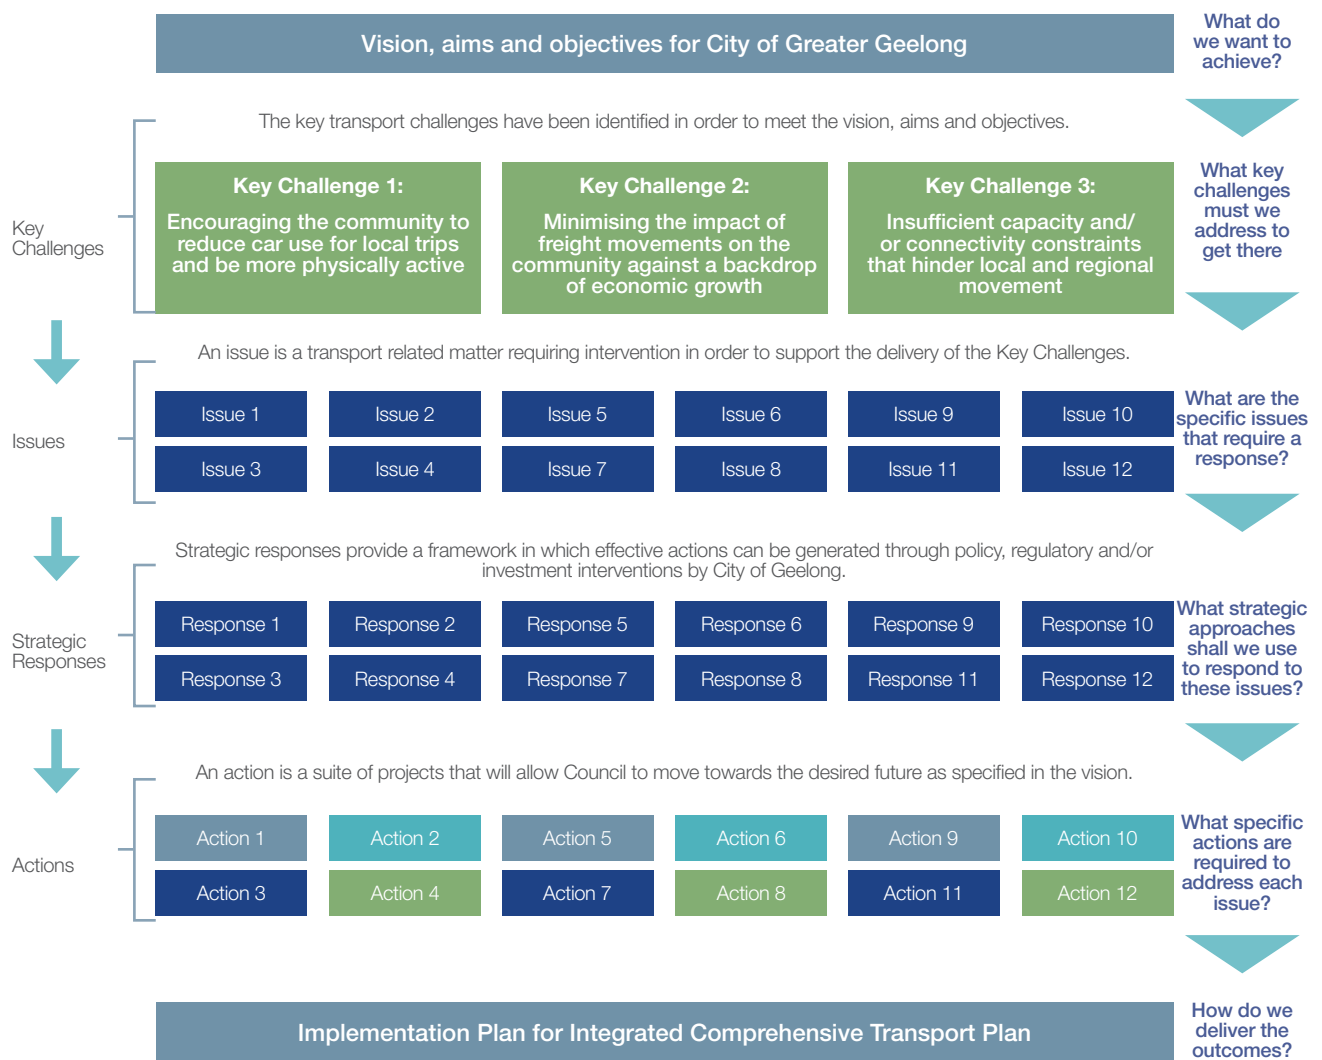 Vision, aims and objectives for City of Greater Geelong
What do
we want to
achieve?
The key transport challenges have been identified in order to meet the vision, aims and objectives.
Key
Challenges
Key Challenge 1:
Encouraging the community to
reduce car use for local trips
and be more physically active
Key Challenge 2:
Minimising the impact of
freight movements on the
community against a backdrop
of economic growth
Key Challenge 3:
Insufficient capacity and/
or connectivity constraints
that hinder local and regional
movement
What key
challenges
must we
address to
get there
An issue is a transport related matter requiring intervention in order to support the delivery of the Key Challenges.
Issues
Issue 1
Issue 2
Issue 5
Issue 6
Issue 9
Issue 10
Issue 3
Issue 4
Issue 7
Issue 8
Issue 11
Issue 12
What are the
specific issues
that require a
response?
Strategic responses provide a framework in which effective actions can be generated through policy, regulatory and/or
investment interventions by City of Geelong.
Strategic
Responses
Response 1
Response 2
Response 5
Response 6
Response 9
Response 10
Response 3
Response 4
Response 7
Response 8
Response 11
Response 12
What strategic
approaches
shall we use
to respond to
these issues?
An action is a suite of projects that will allow Council to move towards the desired future as specified in the vision.
Actions
Action 1
Action 2
Action 5
Action 6
Action 9
Action 10
Action 3
Action 4
Action 7
Action 8
Action 11
Action 12
What specific
actions are
required to
address each
issue?
Implementation Plan for Integrated Comprehensive Transport Plan
How do we
deliver the
outcomes?